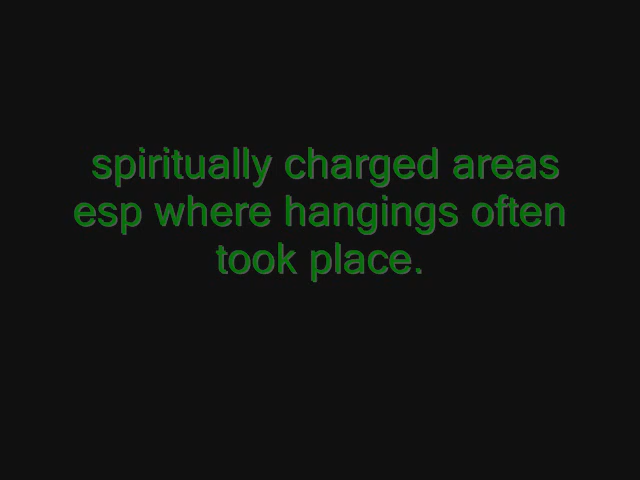 spiritually charged areas
esp where hangings often
took place.